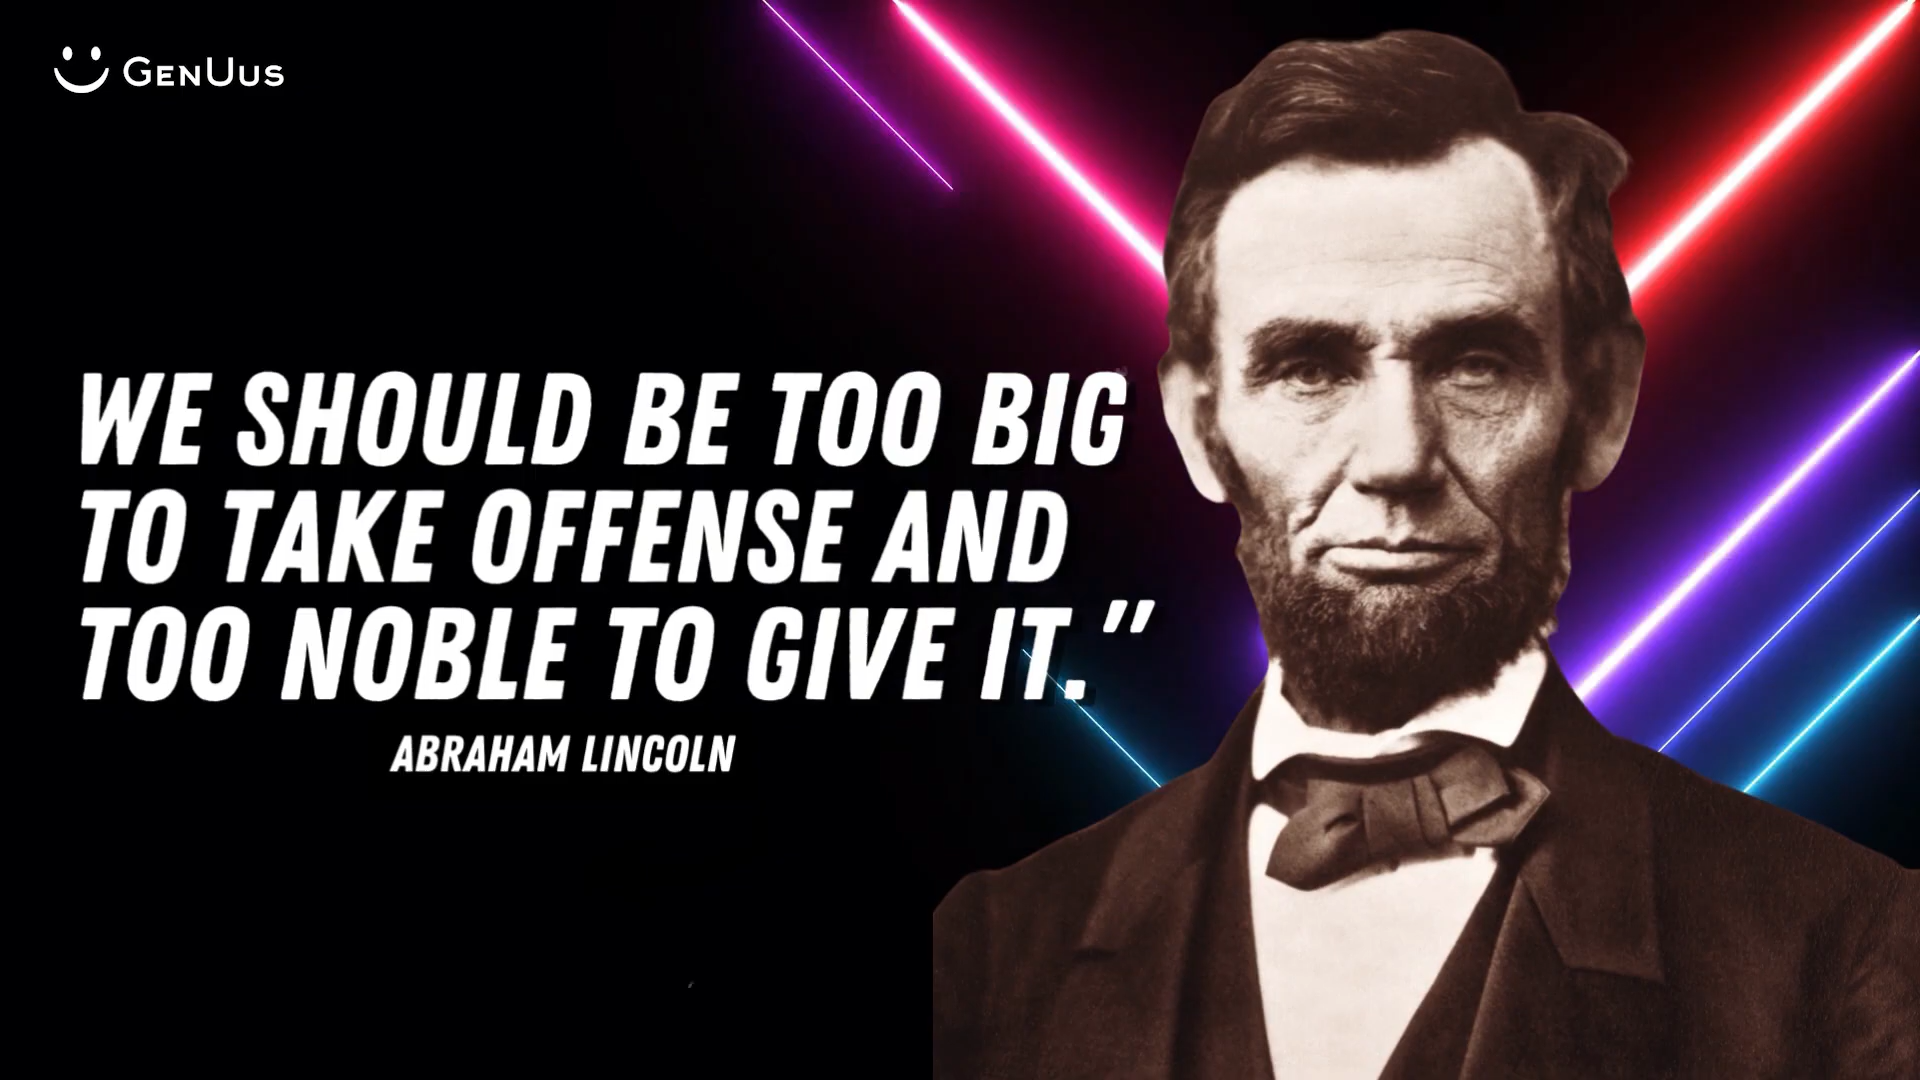 GENUUS
WE SHOULD BE TOO BIG
TO TAKE OFFENSE AND
TOO NOBLE TO GIVE IT.”
ABRAHAM LINCOLN